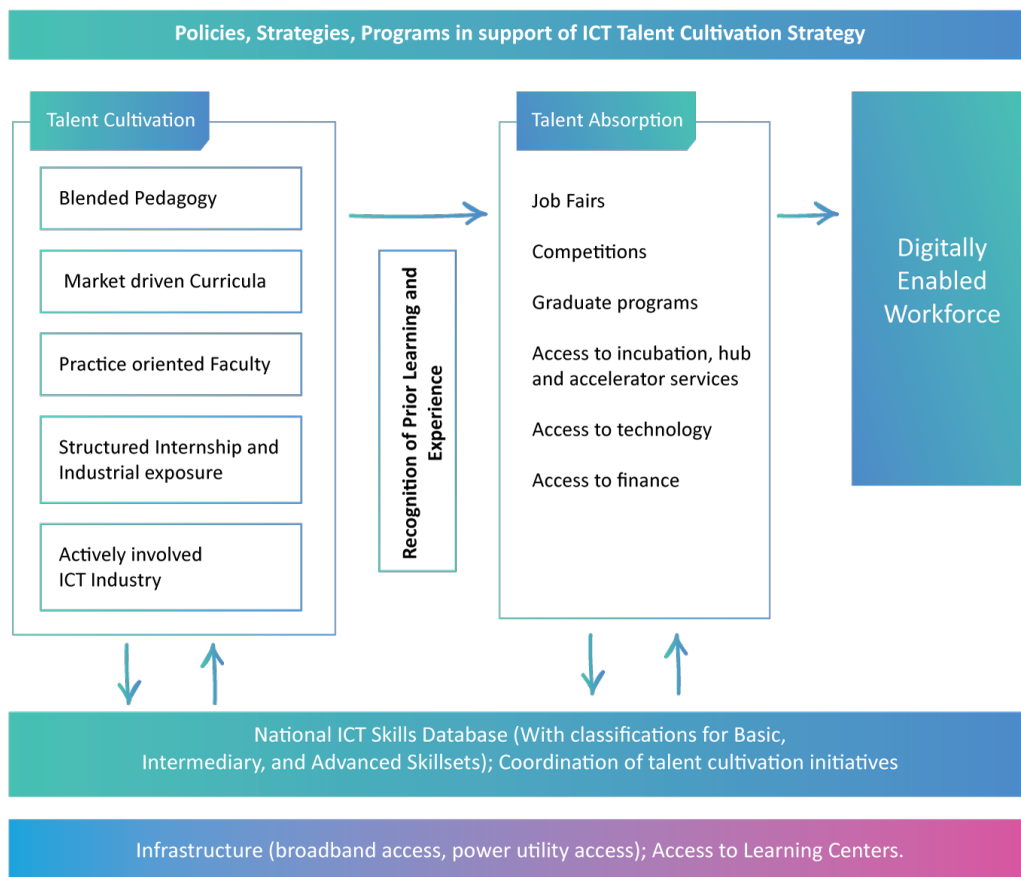 Policies, Strategies, Programs in support of ICT Talent Cultivation Strategy
Talent Cultivation
Blended Pedagogy
Market driven Curricula
Practice oriented Faculty
Structured Internship and
Industrial exposure
Actively involved
ICT Industry
Recognition of Prior Learning and
Experience
Talent Absorption
Job Fairs
Competitions
Graduate programs
Access to incubation, hub
and accelerator services
Access to technology
Access to finance
Digitally
Enabled
Workforce
National ICT Skills Database (With classifications for Basic,
Intermediary, and Advanced Skillsets); Coordination of talent cultivation initiatives
Infrastructure (broadband access, power utility access); Access to Learning Centers.